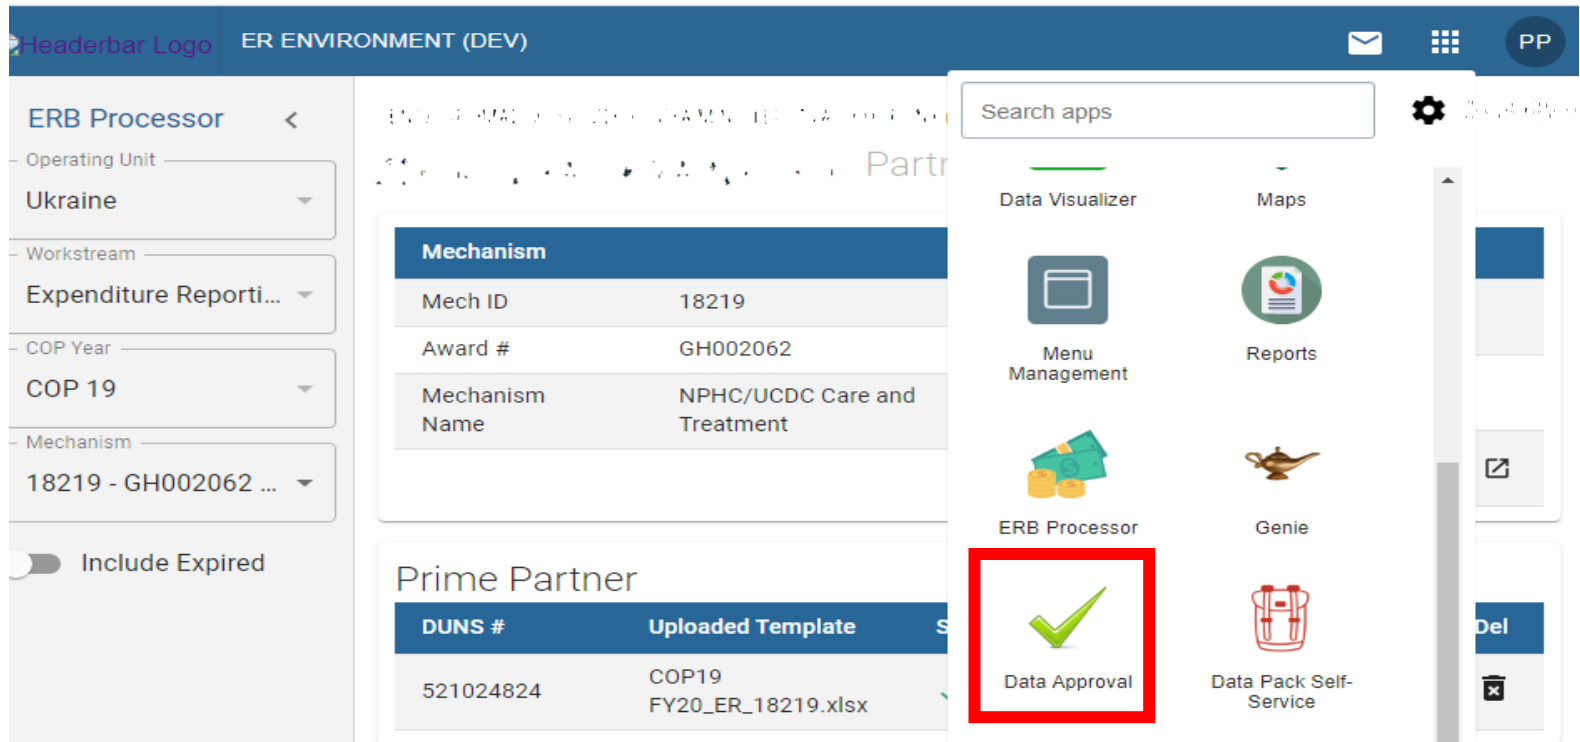 Headerbar Logo
ER ENVIRONMENT (DEV)
PP
ERB Processor
Operating Unit
Ukraine
Workstream
Expenditure Reporti...
COP Year
COP 19
Mechanism
18219 - GH002062 ...
Include Expired
Partr
Mechanism
Mech ID 18219
Award # GH002062
Mechanism Name NPHC/UCDC Care and Treatment
Prime Partner
DUNS # Uploaded Template S Del
521024824 COP19 FY20_ER_18219.xlsx
Search apps
Data Visualizer Maps
Menu Management Reports
ERB Processor Genie
Data Approval Data Pack Self-Service